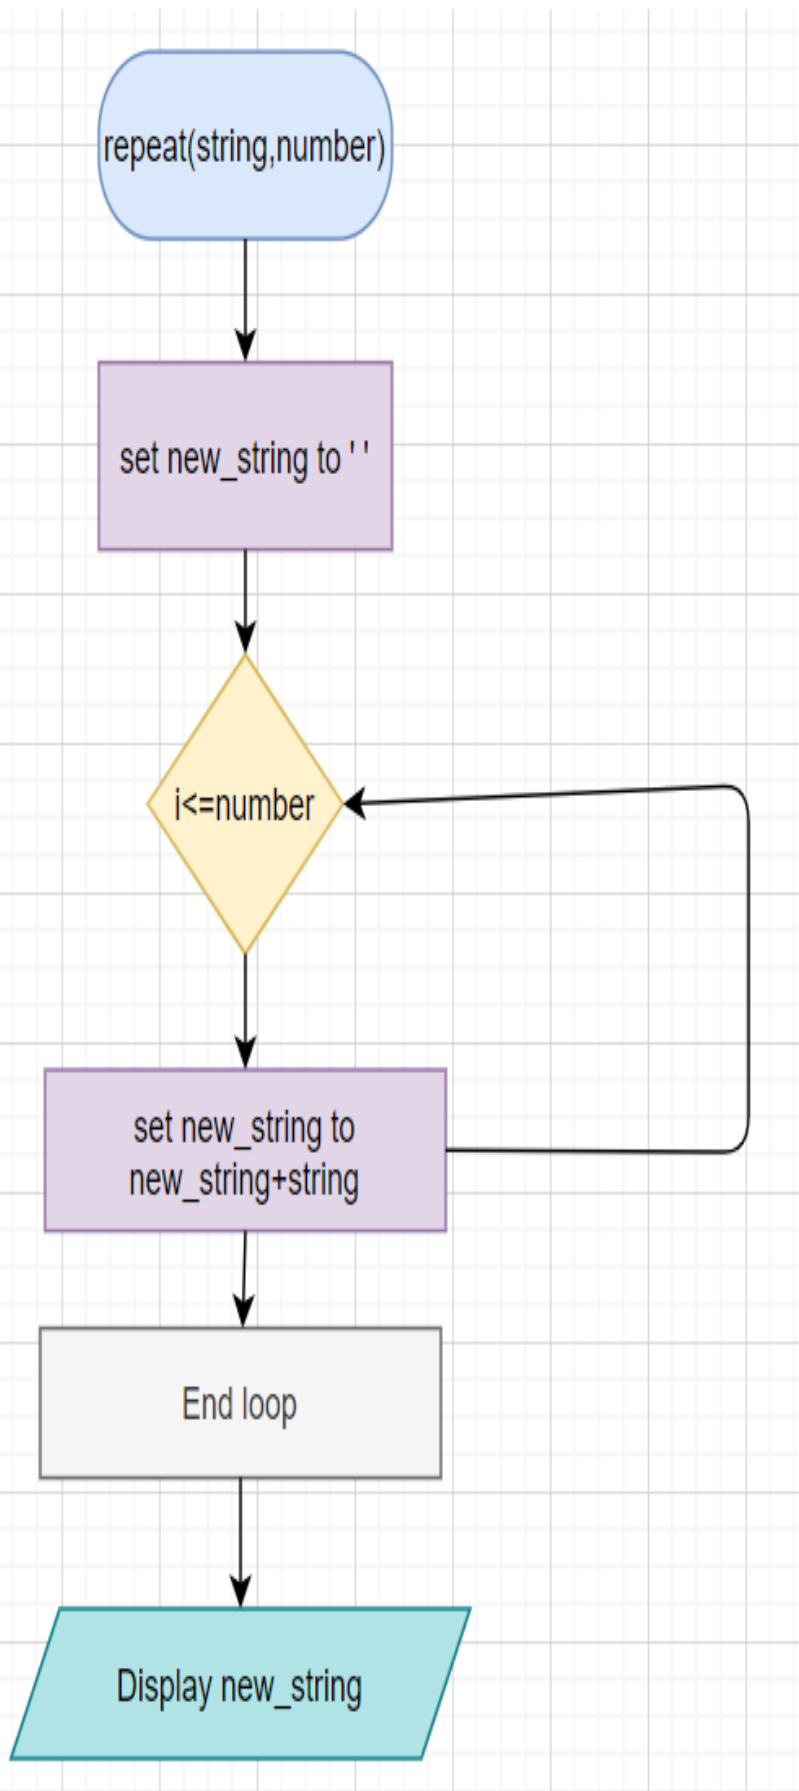 repeat(string,number)
set new_string to ' '
i<=number
set new_string to
new_string+string
End loop
Display new_string